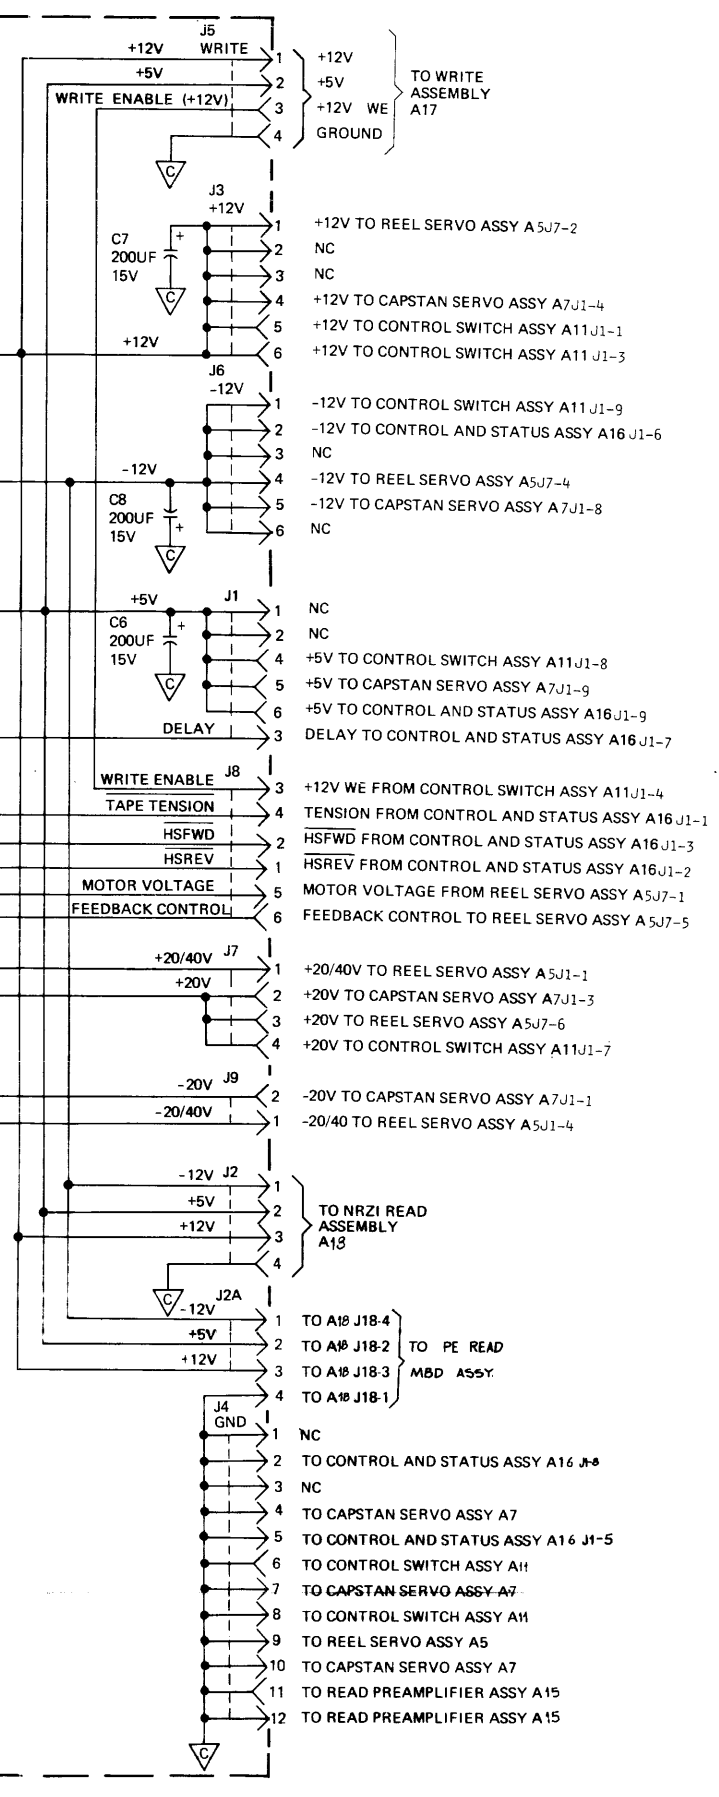 J5
+12V WRITE 1 +12V
+5V 2 +5V TO WRITE
WRITE ENABLE (+12V) 3 +12V WE ASSEMBLY
4 GROUND A17
C
J3
+12V
1 +12V TO REEL SERVO ASSY A5J7-2
C7 + 2 NC
200UF
15V 3 NC
C 4 +12V TO CAPSTAN SERVO ASSY A7J1-4
5 +12V TO CONTROL SWITCH ASSY A11J1-1
+12V 6 +12V TO CONTROL SWITCH ASSY A11 J1-3
J6
-12V
1 -12V TO CONTROL SWITCH ASSY A11 J1-9
2 -12V TO CONTROL AND STATUS ASSY A16 J1-6
3 NC
-12V 4 -12V TO REEL SERVO ASSY A5J7-4
C8 5 -12V TO CAPSTAN SERVO ASSY A7J1-8
200UF
15V + 6 NC
C
+5V J1 1 NC
C6 + 2 NC
200UF
15V 4 +5V TO CONTROL SWITCH ASSY A11J1-8
C 5 +5V TO CAPSTAN SERVO ASSY A7J1-9
6 +5V TO CONTROL AND STATUS ASSY A16J1-9
DELAY 3 DELAY TO CONTROL AND STATUS ASSY A16J1-7
WRITE ENABLE J8 3 +12V WE FROM CONTROL SWITCH ASSY A11J1-4
TAPE TENSION 4 TENSION FROM CONTROL AND STATUS ASSY A16J1-1
HSFWD 2 HSFWD FROM CONTROL AND STATUS ASSY A16J1-3
HSREV 1 HSREV FROM CONTROL AND STATUS ASSY A16J1-2
MOTOR VOLTAGE 5 MOTOR VOLTAGE FROM REEL SERVO ASSY A5J7-1
FEEDBACK CONTROL 6 FEEDBACK CONTROL TO REEL SERVO ASSY A5J7-5
+20/40V J7 1 +20/40V TO REEL SERVO ASSY A5J1-1
+20V 2 +20V TO CAPSTAN SERVO ASSY A7J1-3
3 +20V TO REEL SERVO ASSY A5J7-6
4 +20V TO CONTROL SWITCH ASSY A11J1-7
-20V J9 2 -20V TO CAPSTAN SERVO ASSY A7J1-1
-20/40V 1 -20/40 TO REEL SERVO ASSY A5J1-4
-12V J2 1
+5V 2 TO NRZI READ
+12V 3 ASSEMBLY
4 A13
C
J2A
-12V 1 TO A18 J18-4
+5V 2 TO A18 J18-2 TO PE READ
+12V 3 TO A18 J18-3 MBD ASSY.
4 TO A18 J18-1
J4
GND
1 NC
2 TO CONTROL AND STATUS ASSY A16 J1-8
3 NC
4 TO CAPSTAN SERVO ASSY A7
5 TO CONTROL AND STATUS ASSY A16 J1-5
6 TO CONTROL SWITCH ASSY A11
7 TO CAPSTAN SERVO ASSY A7
8 TO CONTROL SWITCH ASSY A11
9 TO REEL SERVO ASSY A5
10 TO CAPSTAN SERVO ASSY A7
11 TO READ PREAMPLIFIER ASSY A15
12 TO READ PREAMPLIFIER ASSY A15
C